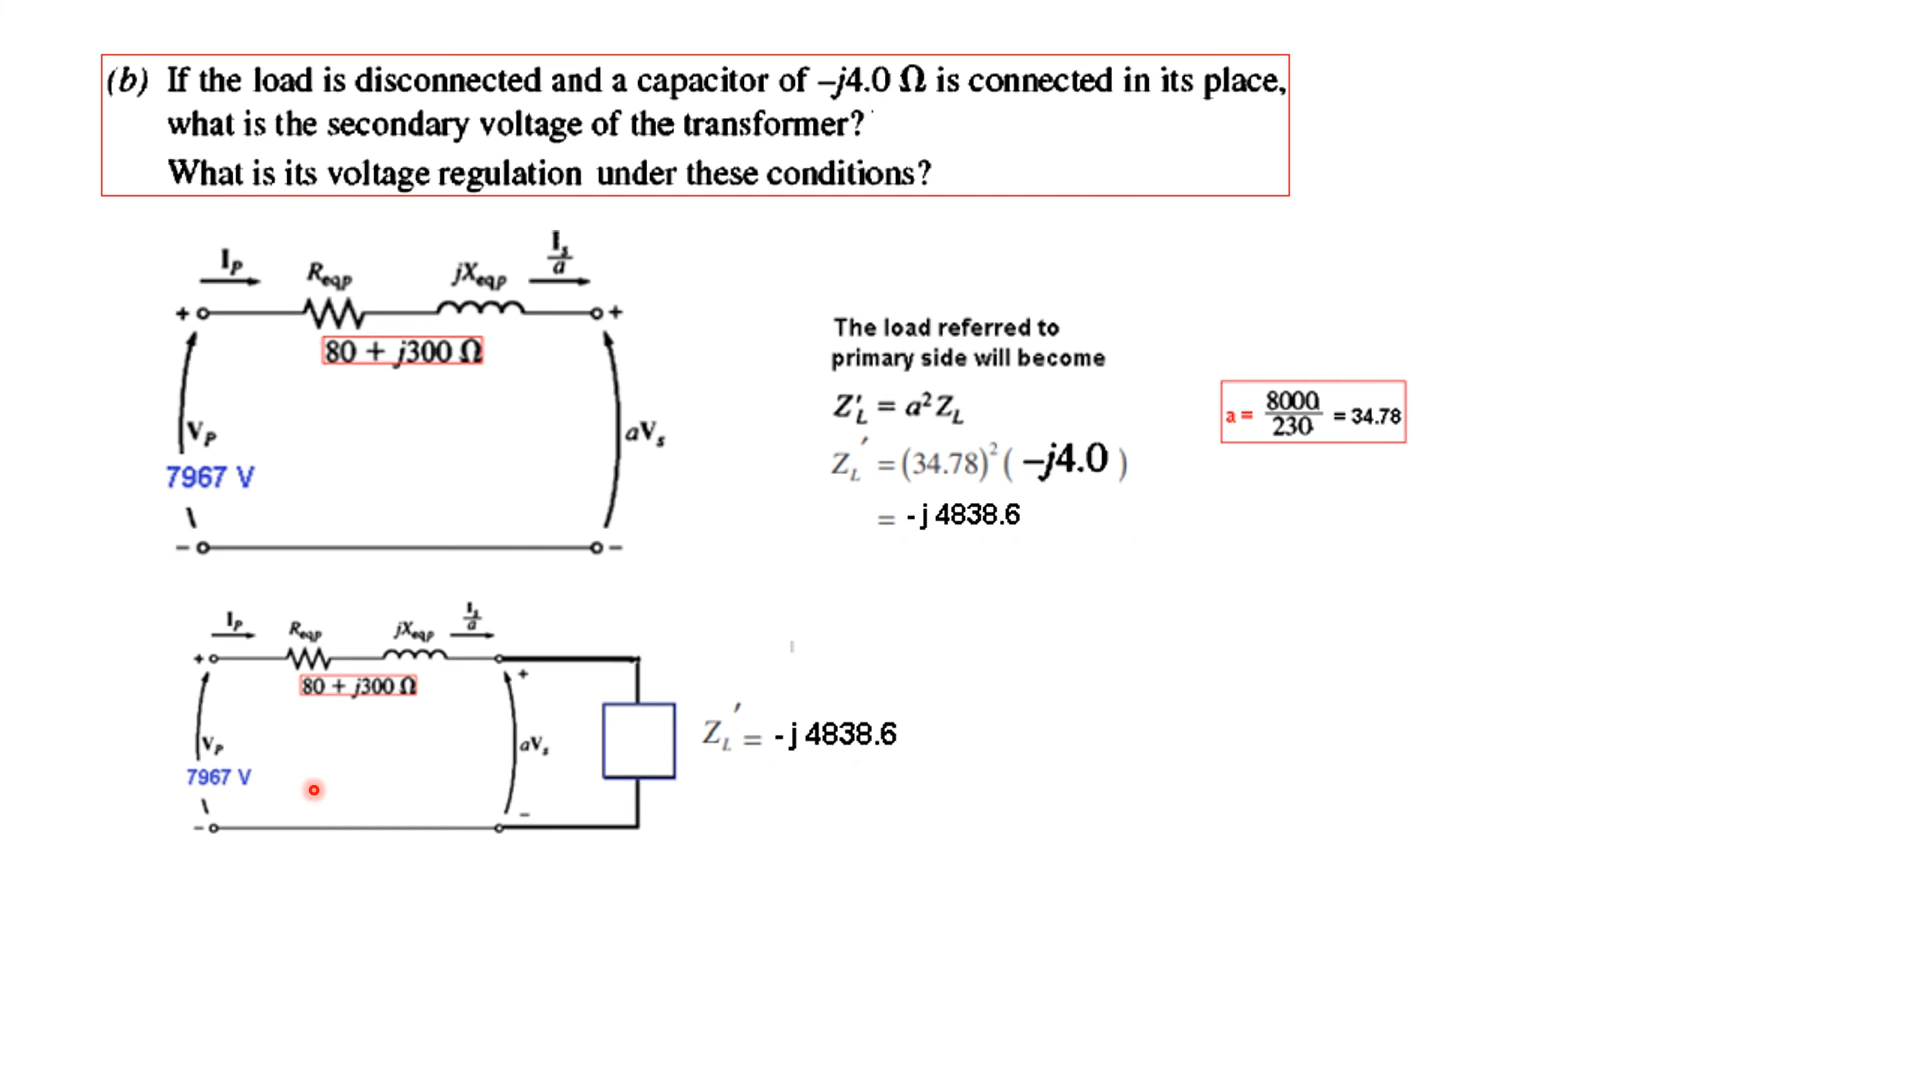 (b) If the load is disconnected and a capacitor of –j4.0 Ω is connected in its place,
what is the secondary voltage of the transformer?
What is its voltage regulation under these conditions?
I_P
R_eqp
jX_eqp
I_s/a
+
+
80 + j300 Ω
V_P
7967 V
aV_s
–
–
The load referred to
primary side will become
Z'_L = a² Z_L
Z_L' = (34.78)² ( –j4.0 )
= - j 4838.6
a = 8000/230 = 34.78
I_P
R_eqp
jX_eqp
I_s/a
+
+
80 + j300 Ω
V_P
7967 V
aV_s
–
–
Z_L' = - j 4838.6